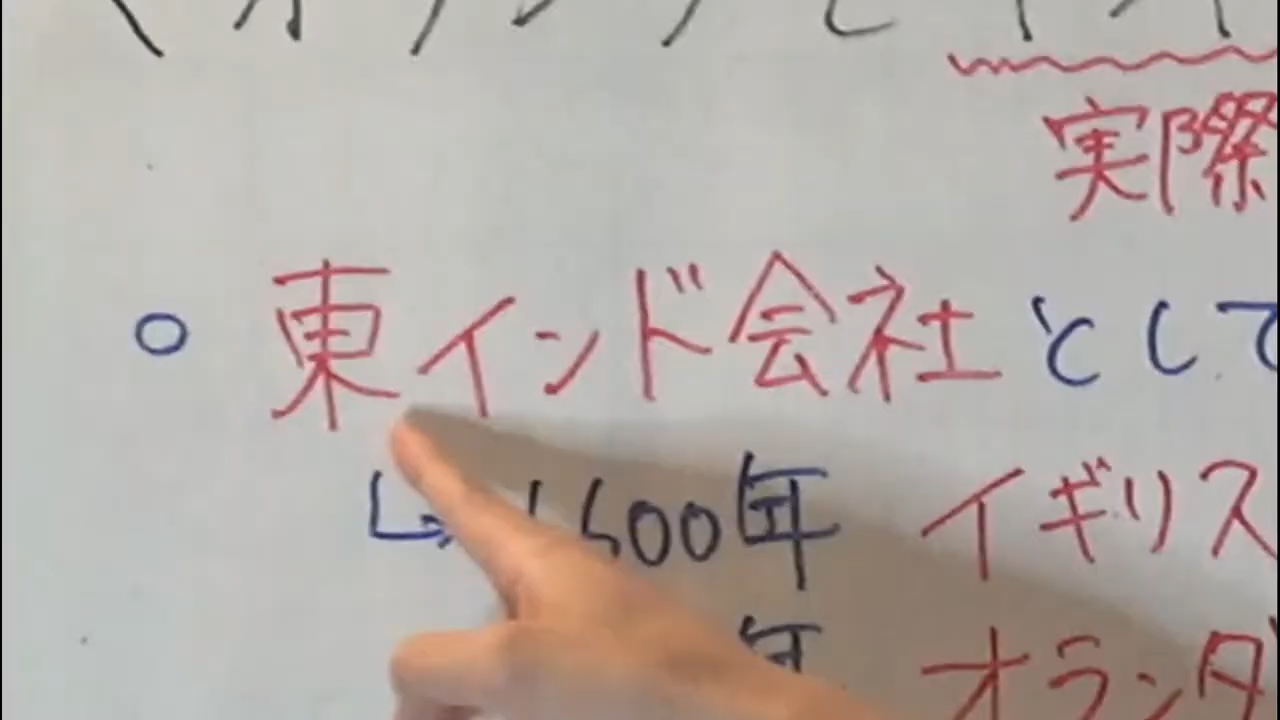 実際
○ 東インド会社として
↳ 1600年 イギリス
年 オランダ